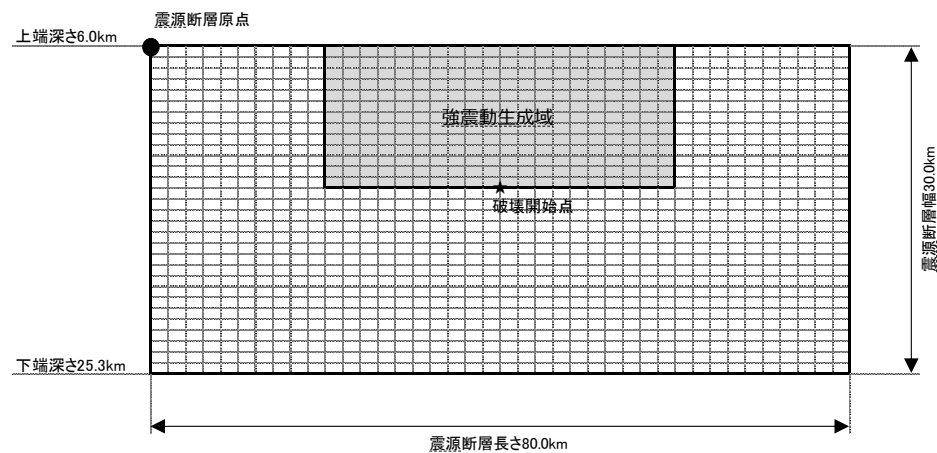 震源断層原点
上端深さ6.0km
強震動生成域
破壊開始点
震源断層幅30.0km
下端深さ25.3km
震源断層長さ80.0km